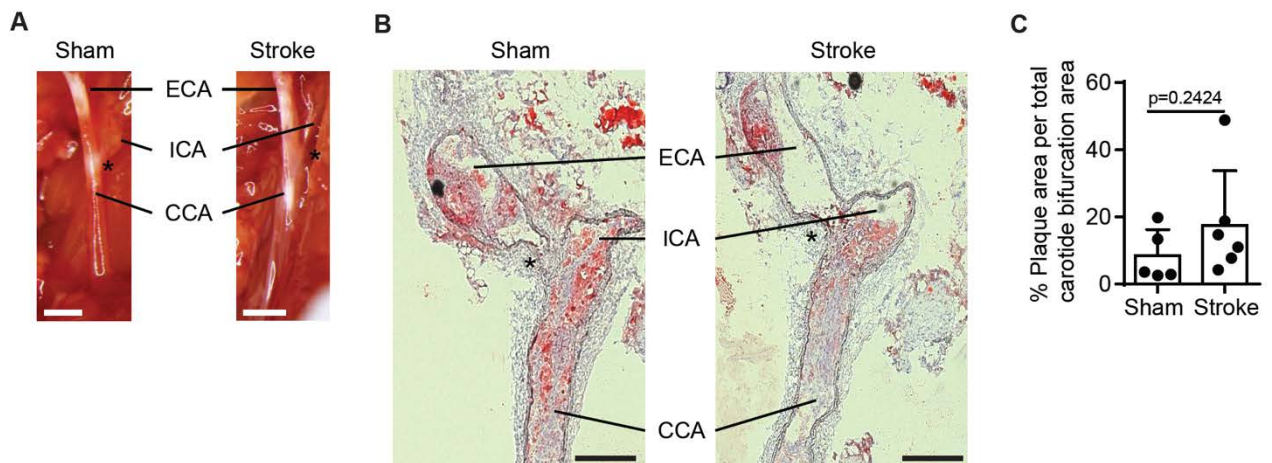 A
Sham
Stroke
ECA
ICA
*
*
CCA
B
Sham
Stroke
ECA
ICA
*
*
CCA
C
% Plaque area per total
carotide bifurcation area
60
40
20
0
p=0.2424
Sham
Stroke